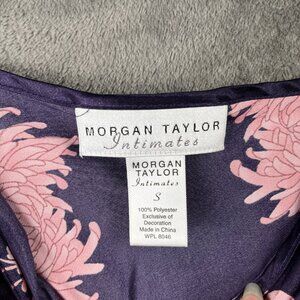 MORGAN TAYLOR
Intimates
MORGAN
TAYLOR
Intimates
S
100% Polyester
Exclusive of
Decoration
Made in China
WPL 8046